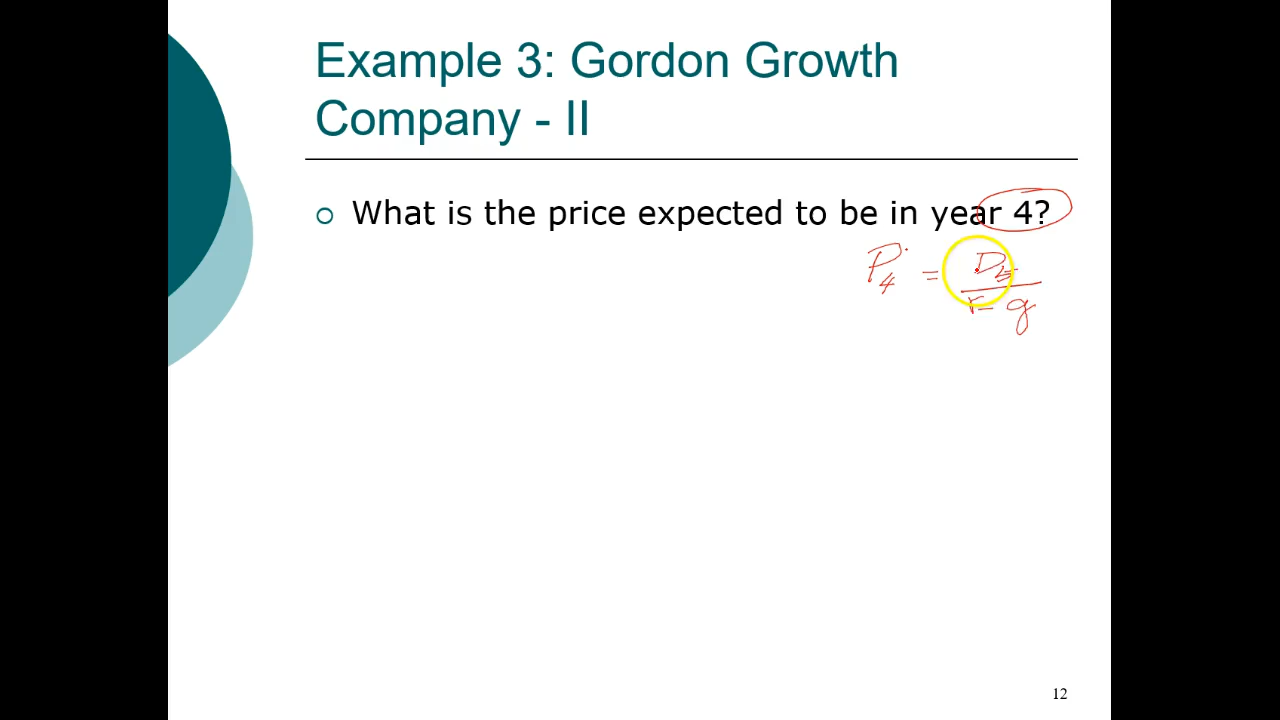 Example 3: Gordon Growth
Company - II
What is the price expected to be in year 4?
P4 = D5
r - g
12